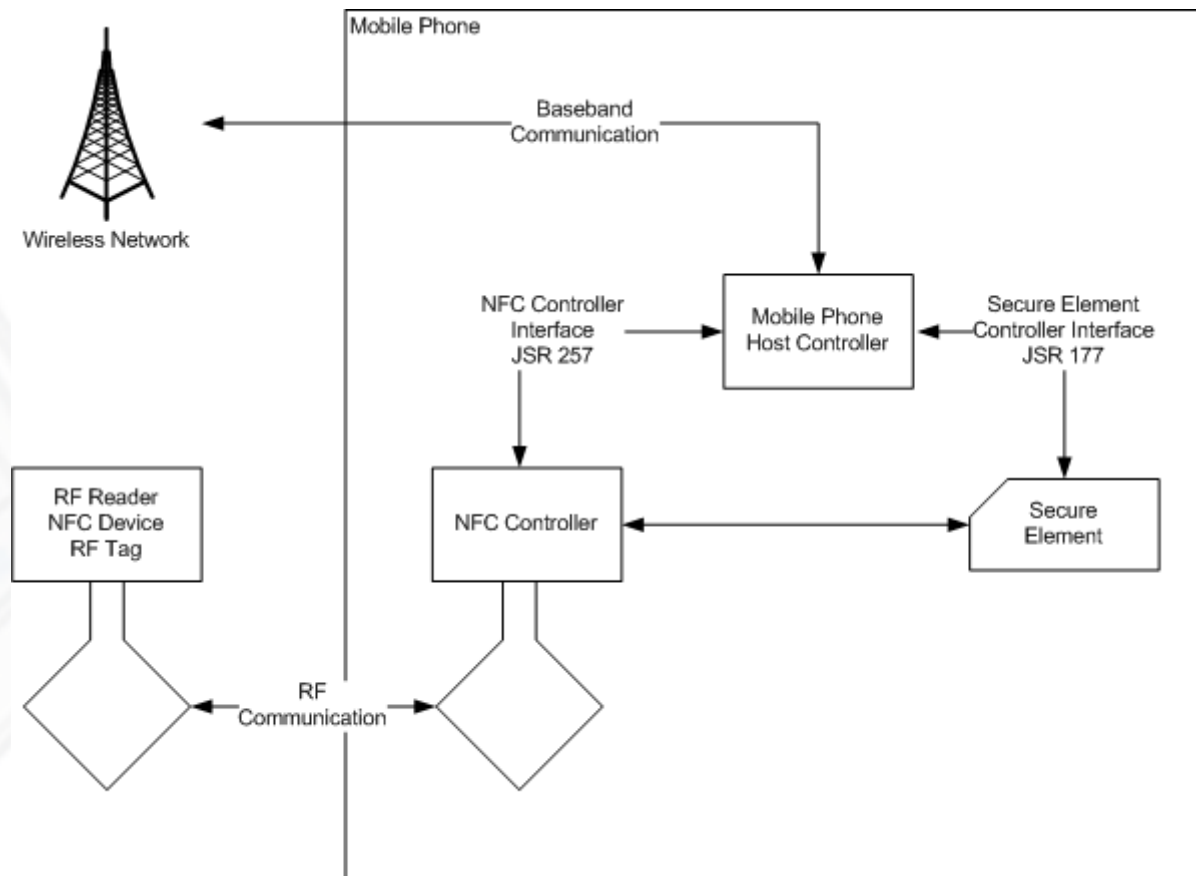 Mobile Phone
Baseband
Communication
Wireless Network
NFC Controller
Interface
JSR 257
Mobile Phone
Host Controller
Secure Element
Controller Interface
JSR 177
RF Reader
NFC Device
RF Tag
NFC Controller
Secure
Element
RF
Communication